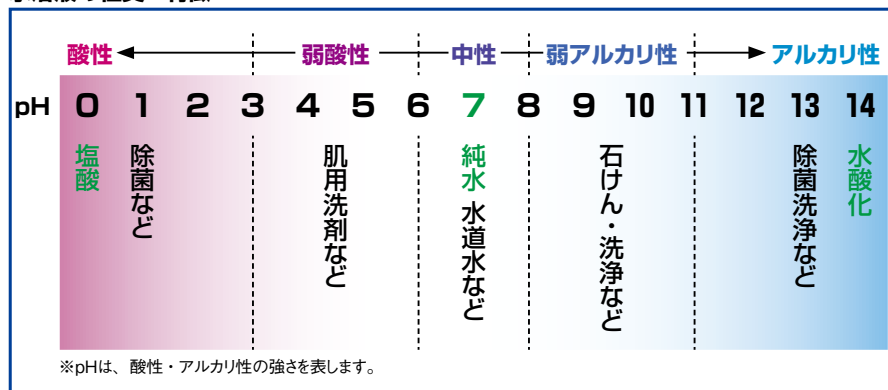 酸性 弱酸性 中性 弱アルカリ性 アルカリ性
pH 0 1 2 3 4 5 6 7 8 9 10 11 12 13 14
塩酸
除菌など
肌用洗剤など
純水 水道水など
石けん・洗浄など
除菌洗浄など
水酸化
※pHは、酸性・アルカリ性の強さを表します。